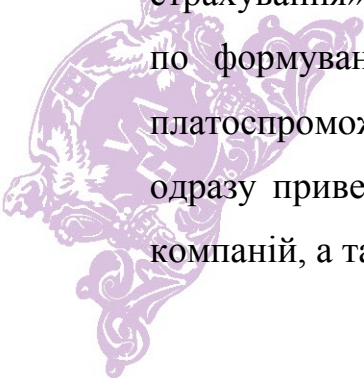 страхування»
по формуван
платоспромож
одразу приве
компаній, а та